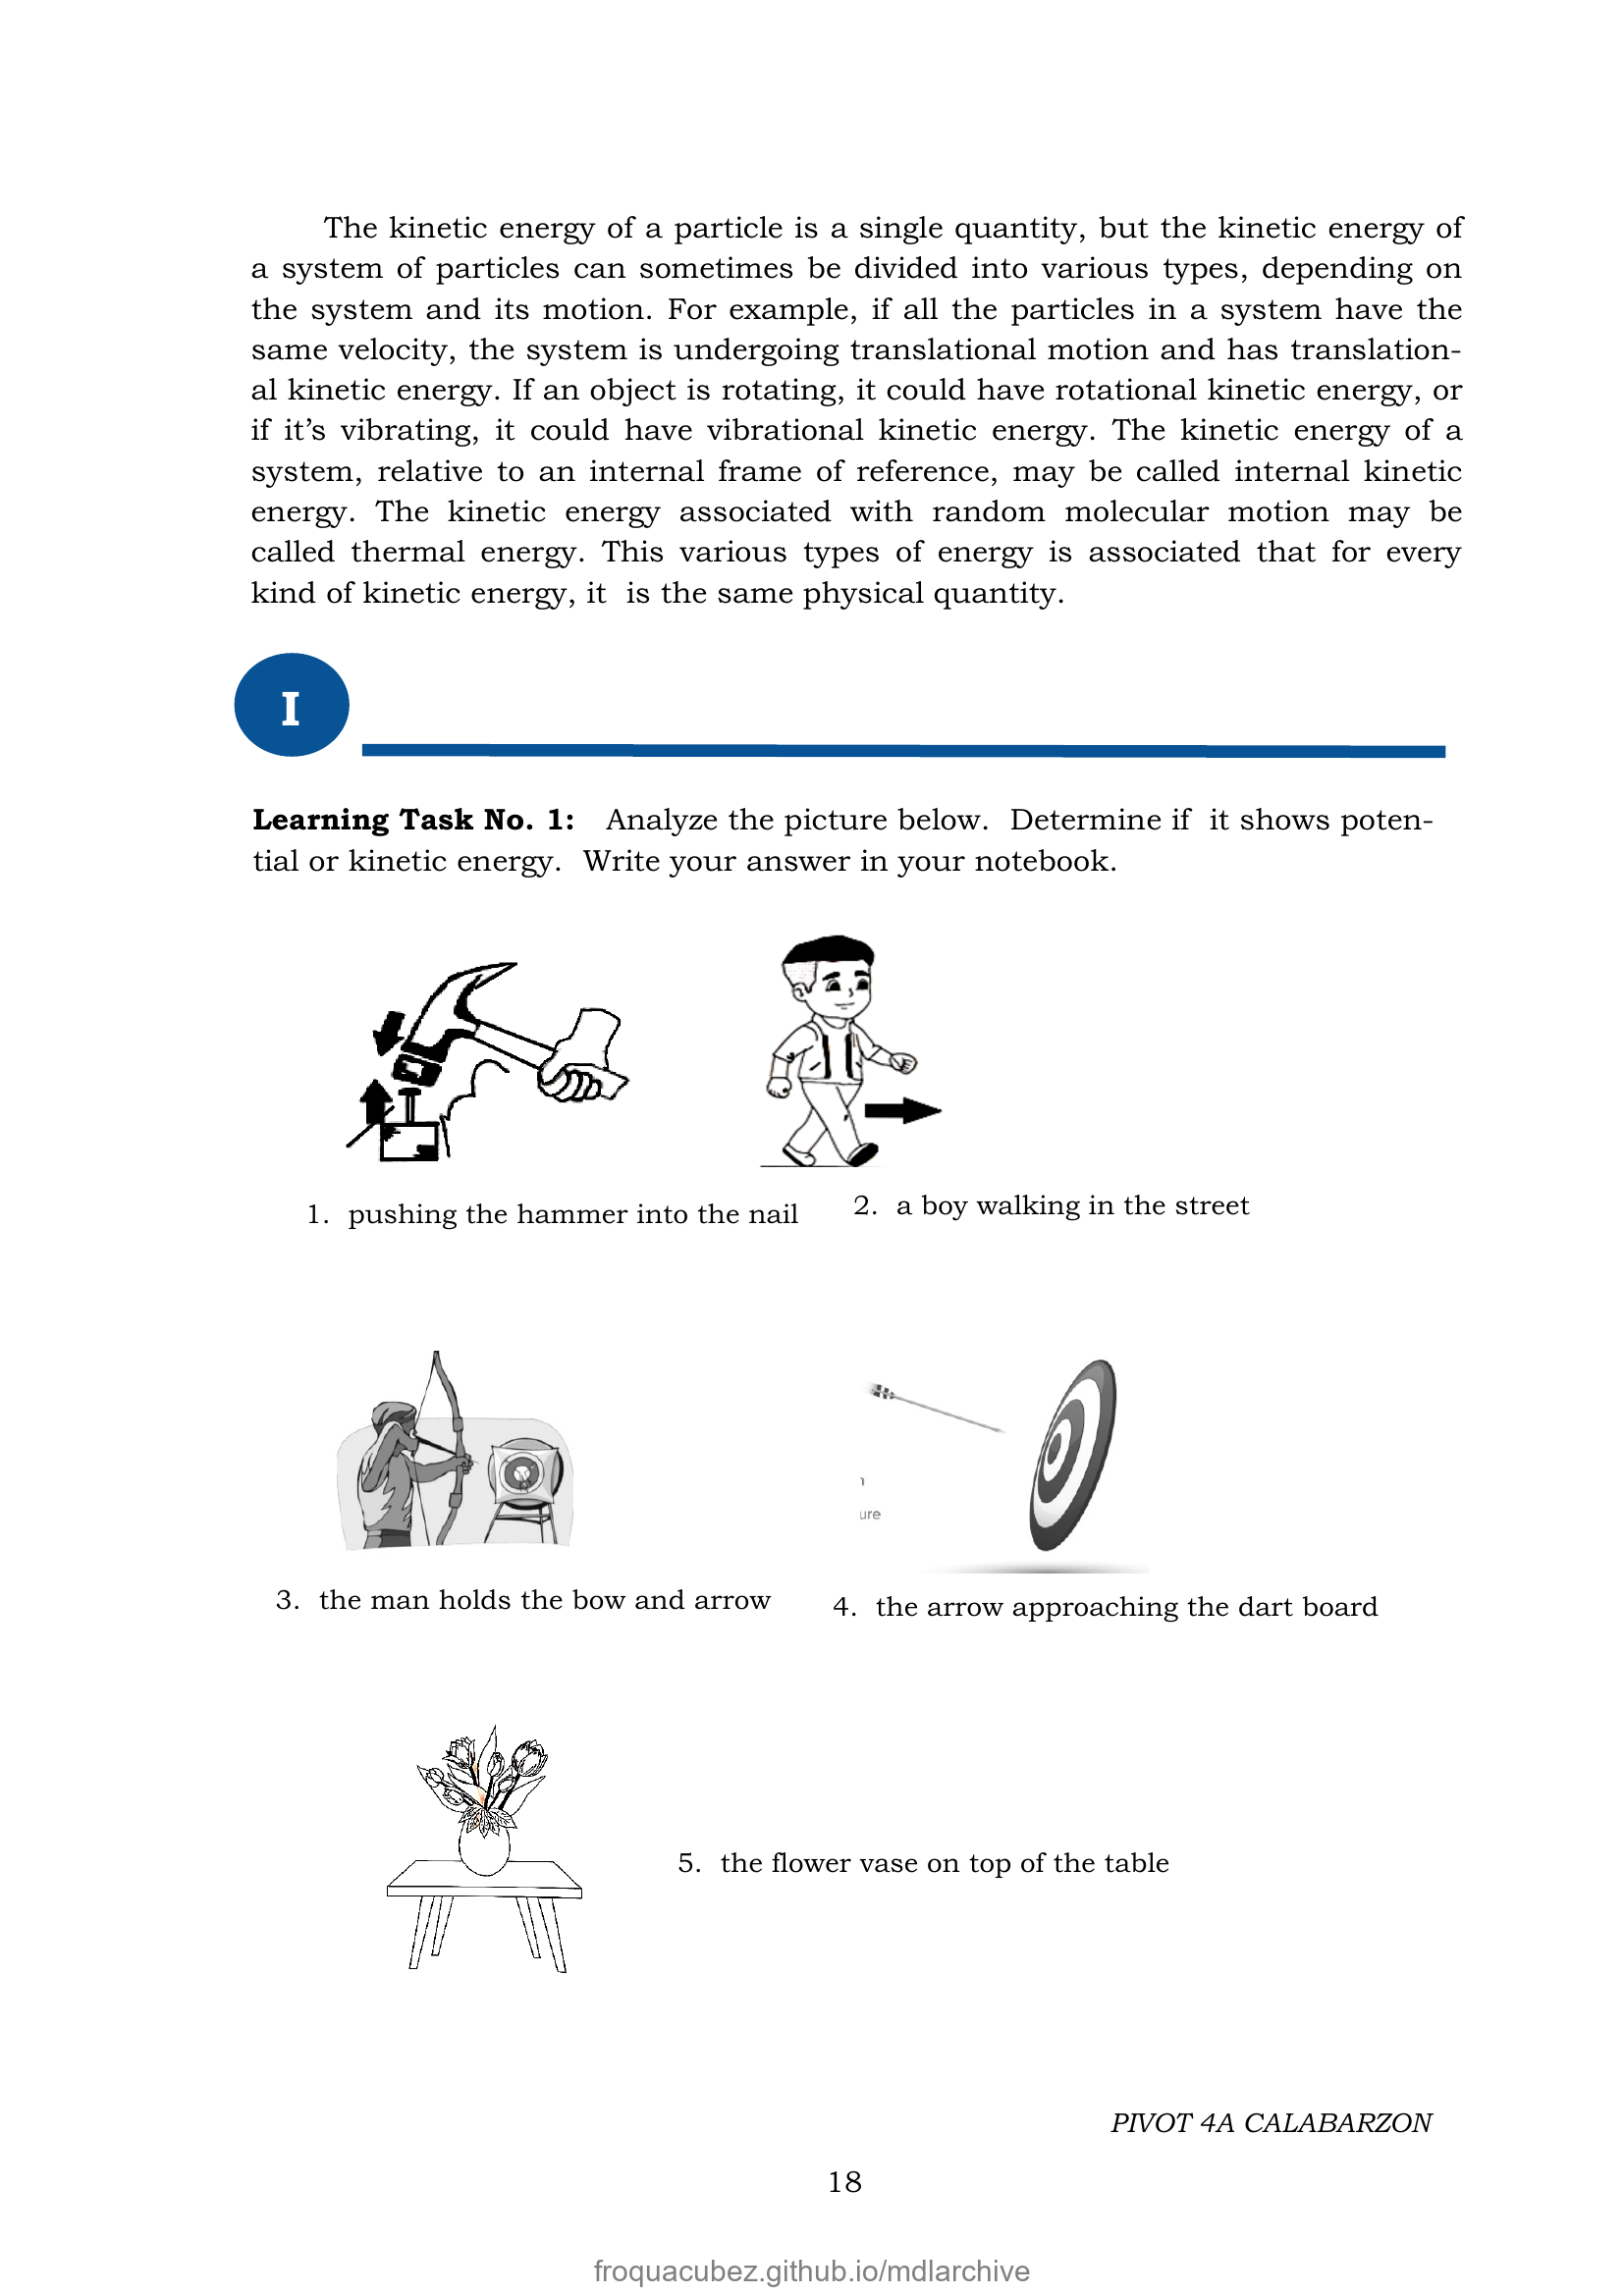 The kinetic energy of a particle is a single quantity, but the kinetic energy of
a system of particles can sometimes be divided into various types, depending on
the system and its motion. For example, if all the particles in a system have the
same velocity, the system is undergoing translational motion and has translation-
al kinetic energy. If an object is rotating, it could have rotational kinetic energy, or
if it’s vibrating, it could have vibrational kinetic energy. The kinetic energy of a
system, relative to an internal frame of reference, may be called internal kinetic
energy. The kinetic energy associated with random molecular motion may be
called thermal energy. This various types of energy is associated that for every
kind of kinetic energy, it  is the same physical quantity.
I
Learning Task No. 1:   Analyze the picture below.  Determine if  it shows poten-
tial or kinetic energy.  Write your answer in your notebook.
1.  pushing the hammer into the nail
2.  a boy walking in the street
ure
3.  the man holds the bow and arrow
4.  the arrow approaching the dart board
5.  the flower vase on top of the table
PIVOT 4A CALABARZON
18
froquacubez.github.io/mdlarchive